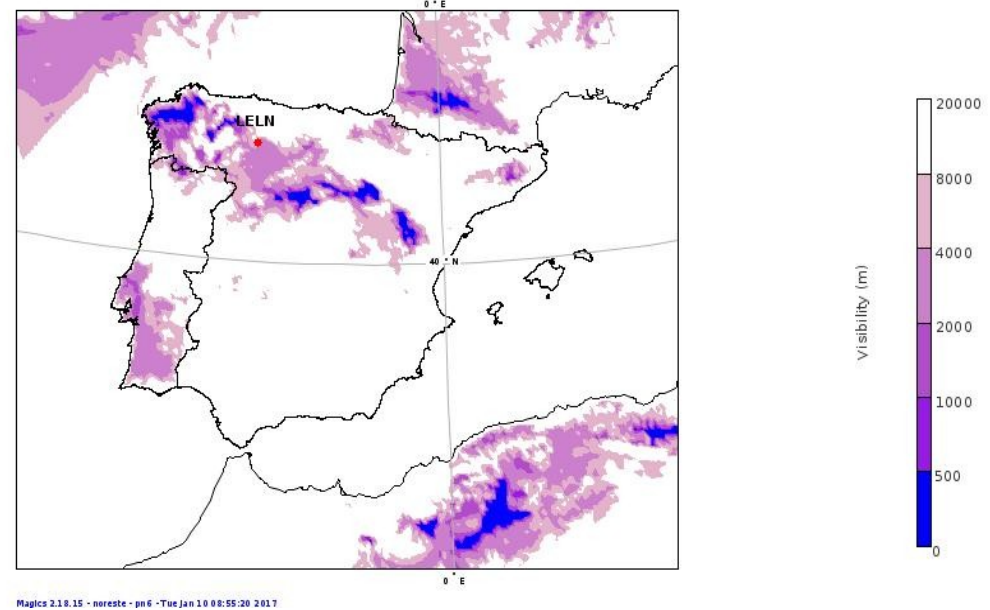 0 ° E
LELN
40 ° N
0 ° E
Visibility (m)
20000
8000
4000
2000
1000
500
0
Magics 2.18.15 - noreste - pn6 - Tue Jan 10 08:55:20 2017